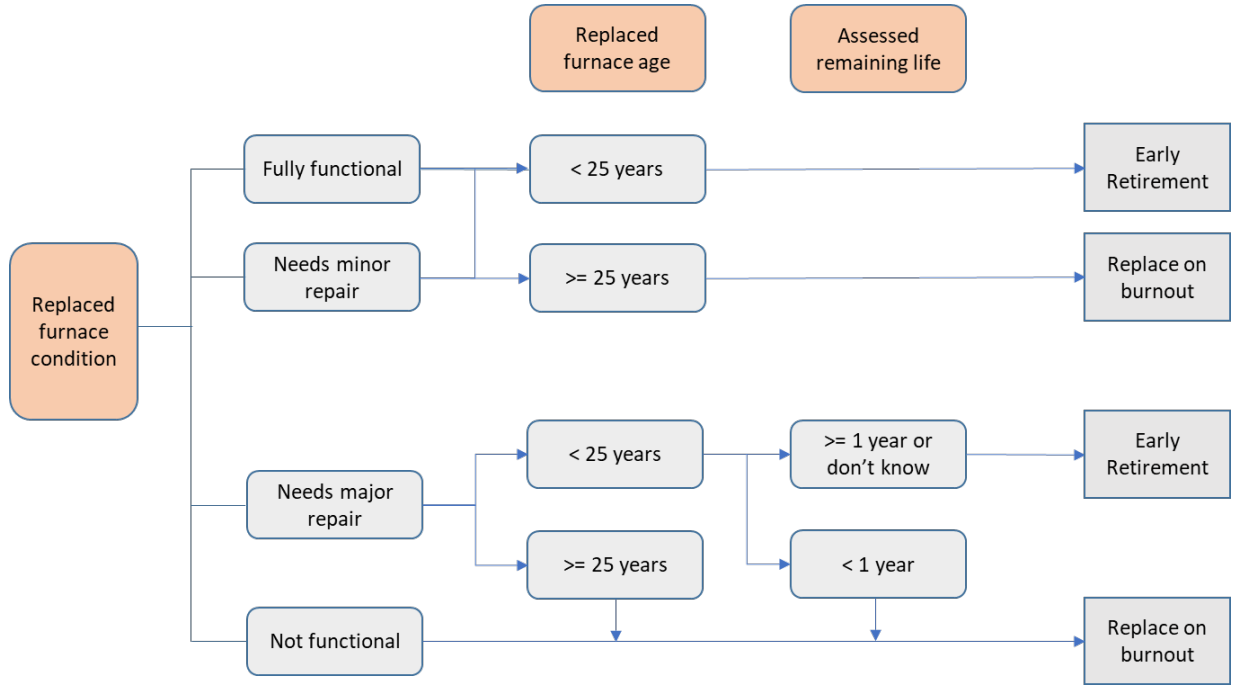 Replaced
furnace age
Assessed
remaining life
Fully functional
< 25 years
Early
Retirement
Needs minor
repair
>= 25 years
Replace on
burnout
Replaced
furnace
condition
< 25 years
>= 1 year or
don’t know
Early
Retirement
Needs major
repair
>= 25 years
< 1 year
Not functional
Replace on
burnout